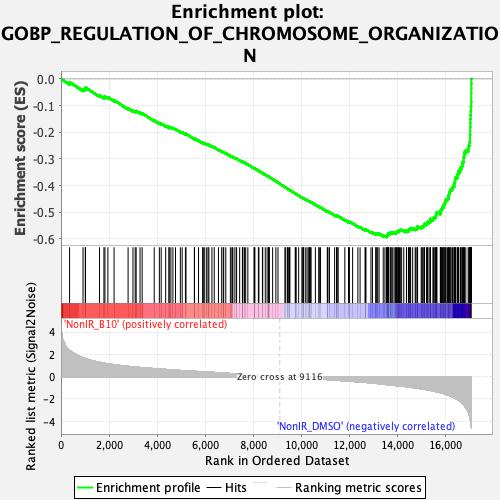 Enrichment plot:
GOBP_REGULATION_OF_CHROMOSOME_ORGANIZATIO
N
Enrichment score (ES)
0.0
-0.1
-0.2
-0.3
-0.4
-0.5
-0.6
'NonIR_B10' (positively correlated)
Ranked list metric (Signal2Noise)
4
2
0
-2
-4
Zero cross at 9116
'NonIR_DMSO' (negatively correlated)
0
2,000
4,000
6,000
8,000
10,000
12,000
14,000
16,000
Rank in Ordered Dataset
Enrichment profile
Hits
Ranking metric scores